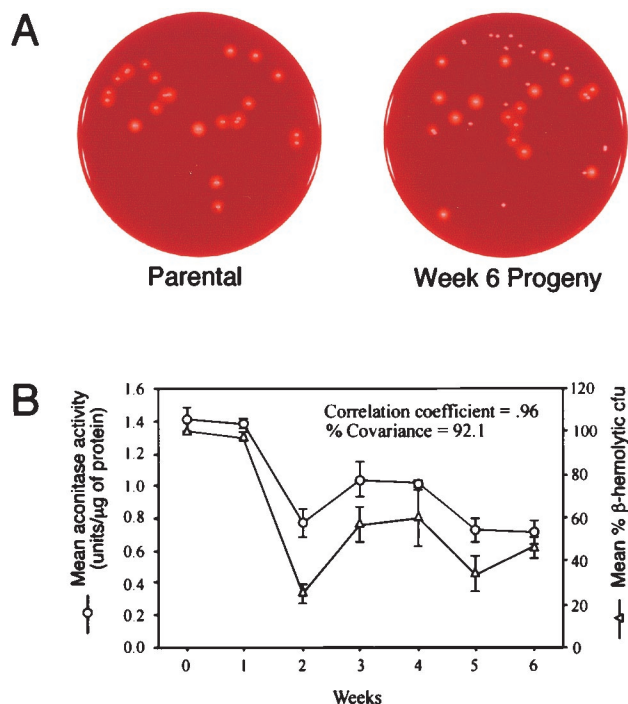 A
Parental
Week 6 Progeny
B
Mean aconitase activity
(units/µg of protein)
1.6
1.4
1.2
1.0
0.8
0.6
0.4
0.2
0.0
Correlation coefficient = .96
% Covariance = 92.1
120
100
80
60
40
20
0
Mean % β-hemolytic cfu
0 1 2 3 4 5 6
Weeks